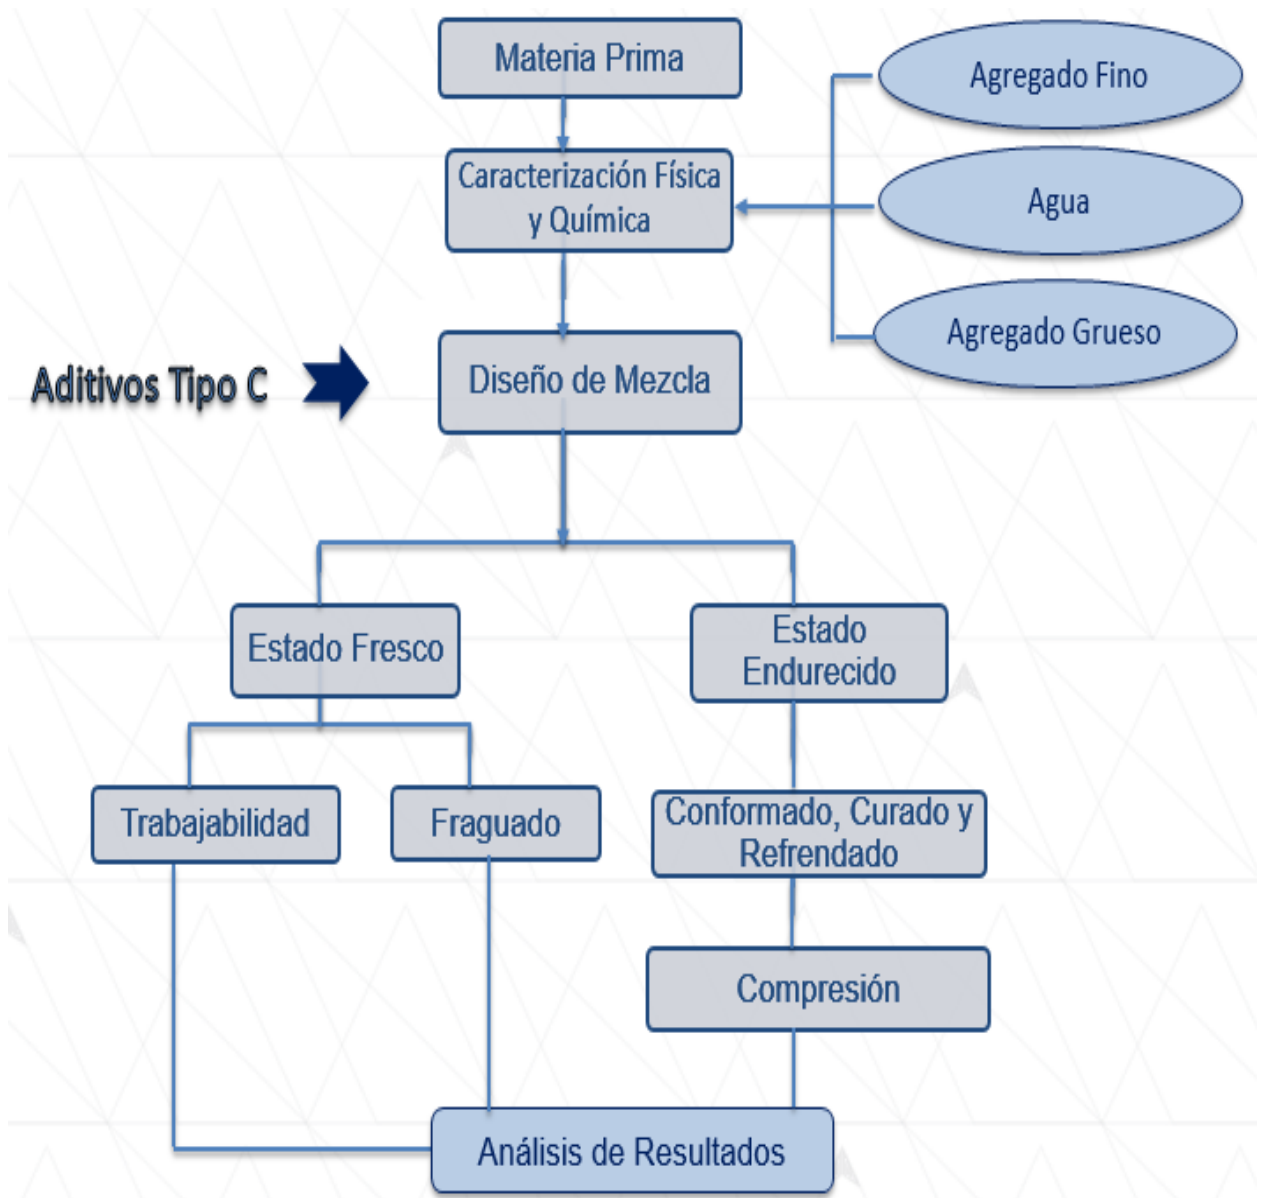 Materia Prima
Agregado Fino
Caracterización Física
y Química
Agua
Agregado Grueso
Aditivos Tipo C
Diseño de Mezcla
Estado Fresco
Estado
Endurecido
Trabajabilidad
Fraguado
Conformado, Curado y
Refrendado
Compresión
Análisis de Resultados